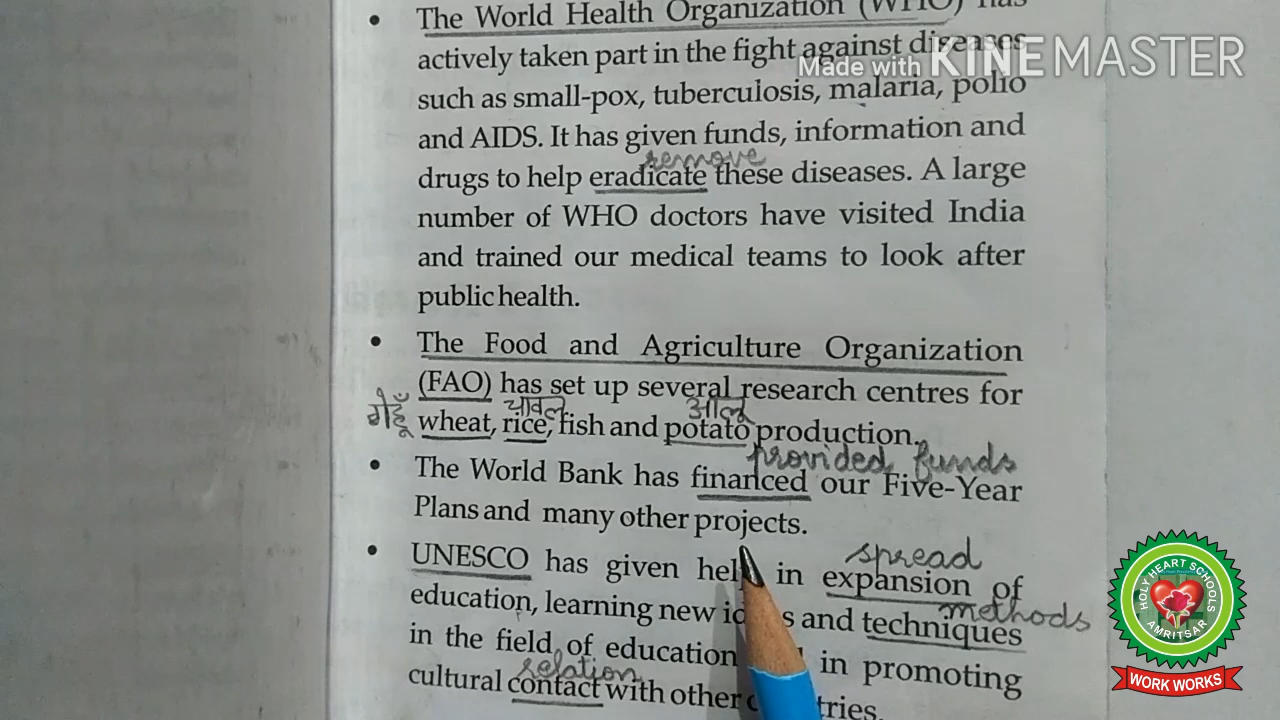 • The World Health Organization (WHO) has
actively taken part in the fight against diseases
Made with KINEMASTER
such as small-pox, tuberculosis, malaria, polio
and AIDS. It has given funds, information and
remove
drugs to help eradicate these diseases. A large
number of WHO doctors have visited India
and trained our medical teams to look after
public health.
• The Food and Agriculture Organization
(FAO) has set up several research centres for
गेहूँ चावल आलू
wheat, rice, fish and potato production.
provided funds
• The World Bank has financed our Five-Year
Plans and many other projects.
spread
• UNESCO has given help in expansion of
education, learning new s and techniques
methods
in the field of education in promoting
relation
cultural contact with other
HOLY HEART SCHOOLS
AMRITSAR
WORK WORKS